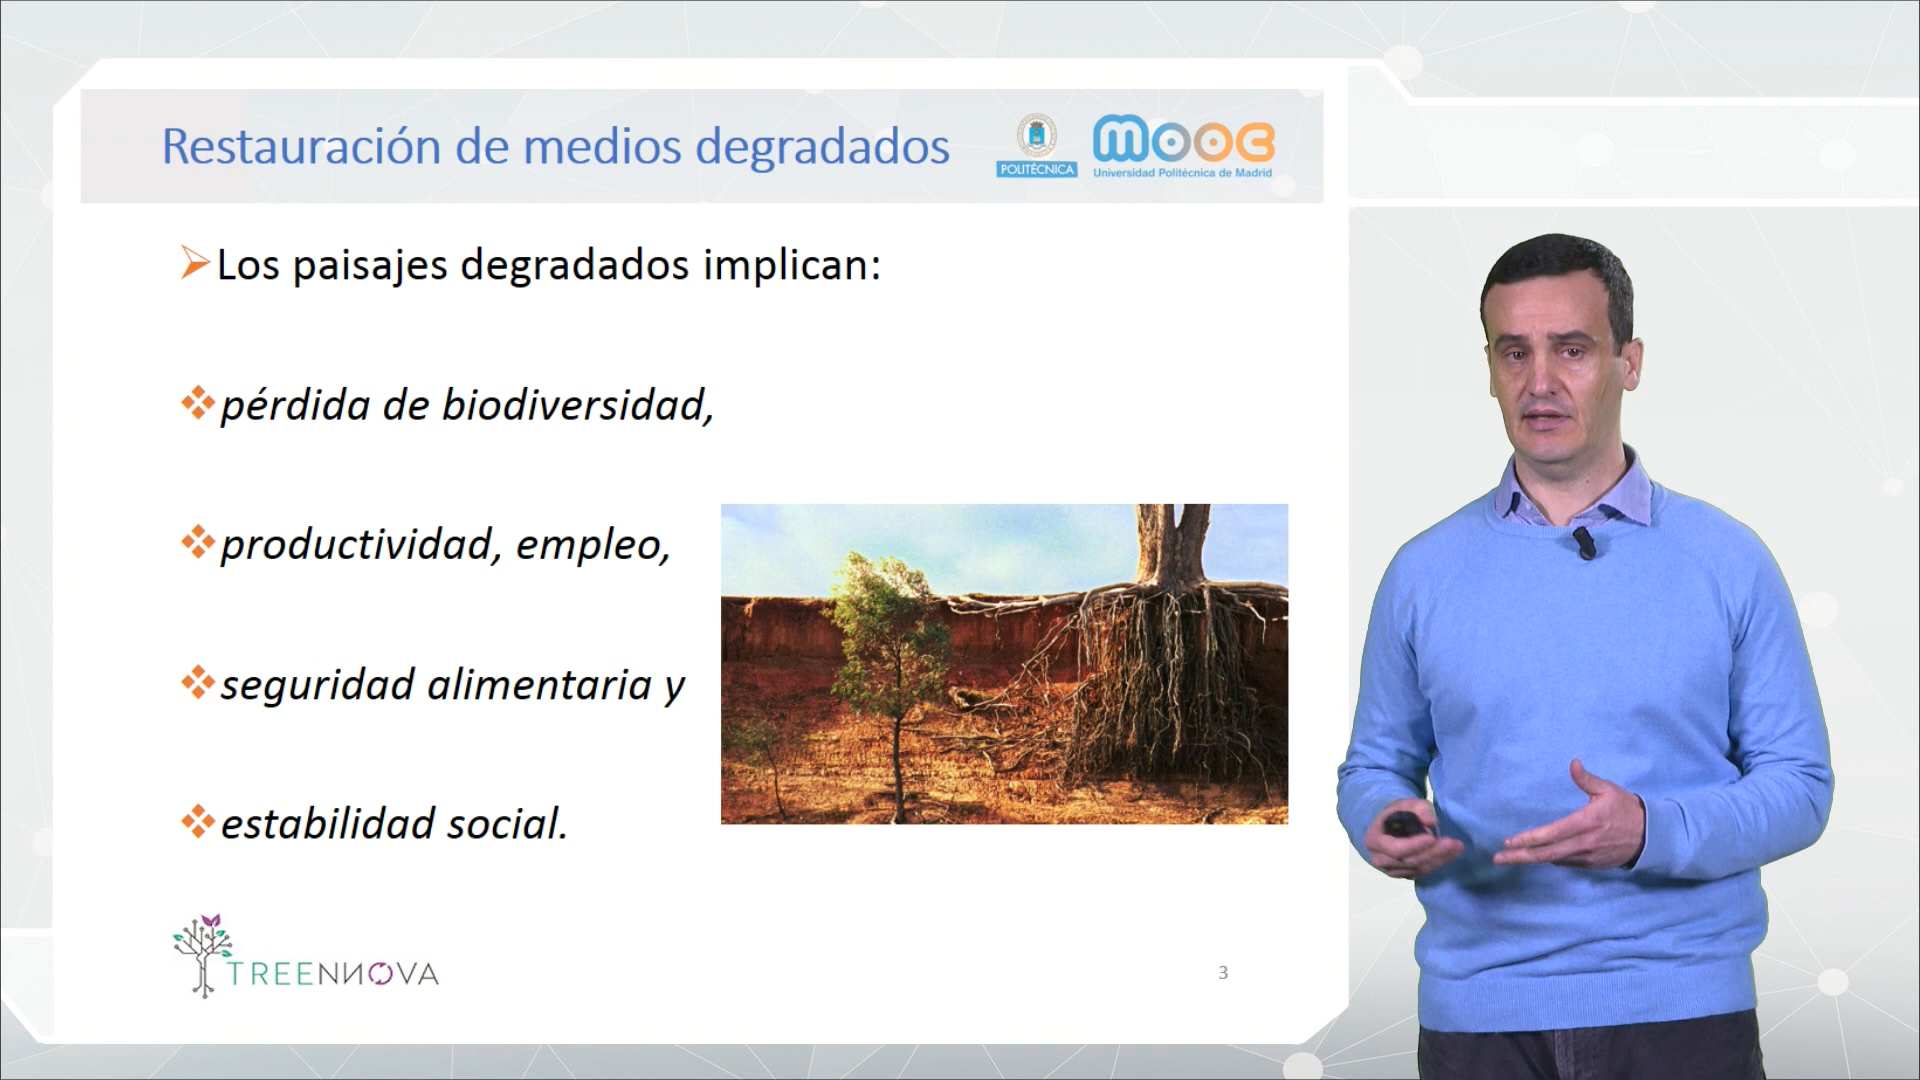 Restauración de medios degradados
POLITÉCNICA
mooc
Universidad Politécnica de Madrid
Los paisajes degradados implican:
pérdida de biodiversidad,
productividad, empleo,
seguridad alimentaria y
estabilidad social.
TREENNOVA
3